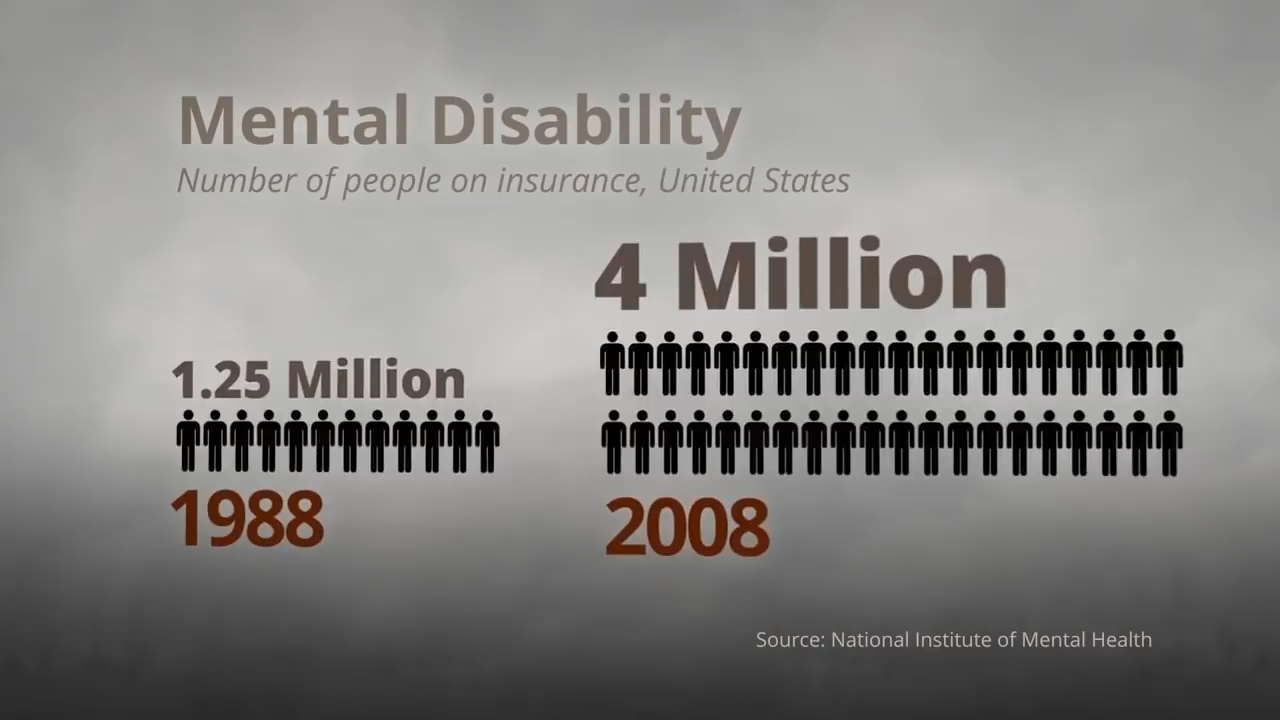 Mental Disability
Number of people on insurance, United States
4 Million
1.25 Million
1988
2008
Source: National Institute of Mental Health